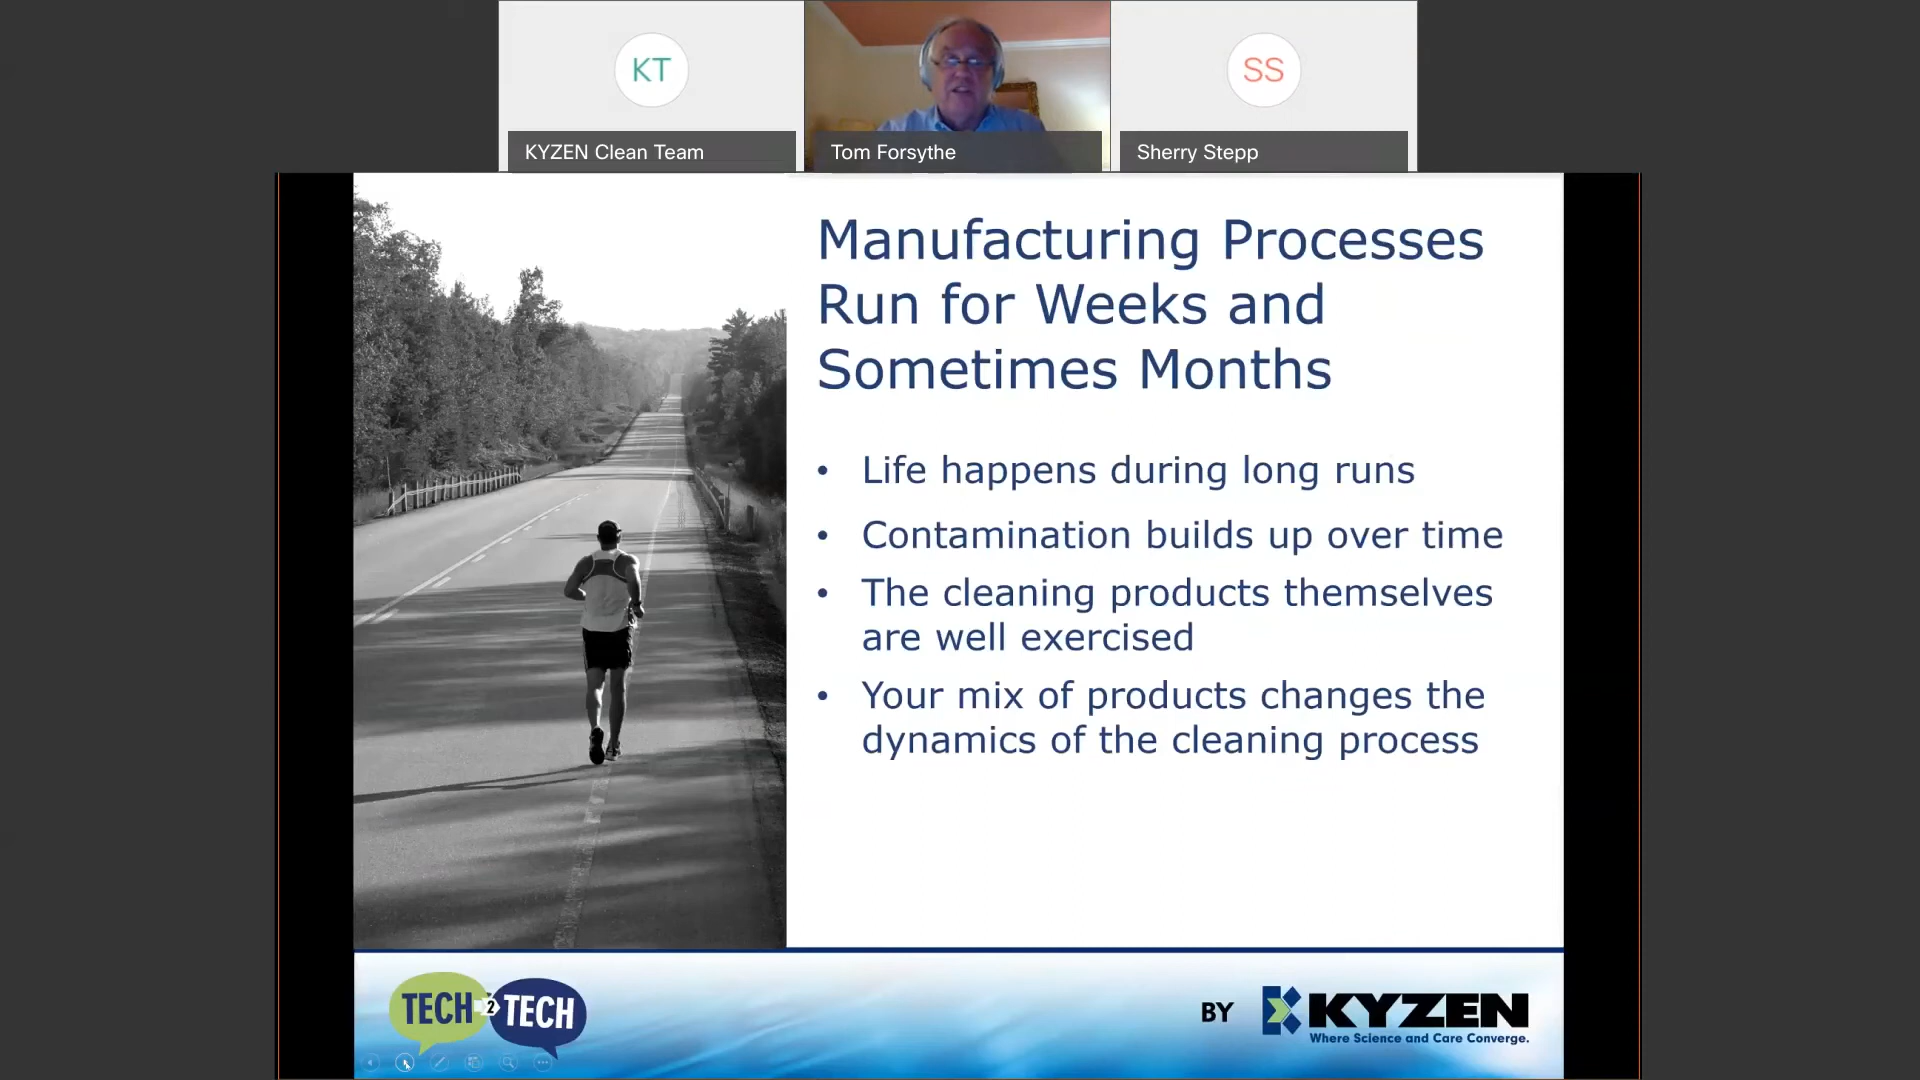 KT
SS
KYZEN Clean Team
Tom Forsythe
Sherry Stepp
Manufacturing Processes
Run for Weeks and
Sometimes Months
• Life happens during long runs
• Contamination builds up over time
• The cleaning products themselves
are well exercised
• Your mix of products changes the
dynamics of the cleaning process
TECH 2 TECH
BY KYZEN
Where Science and Care Converge.